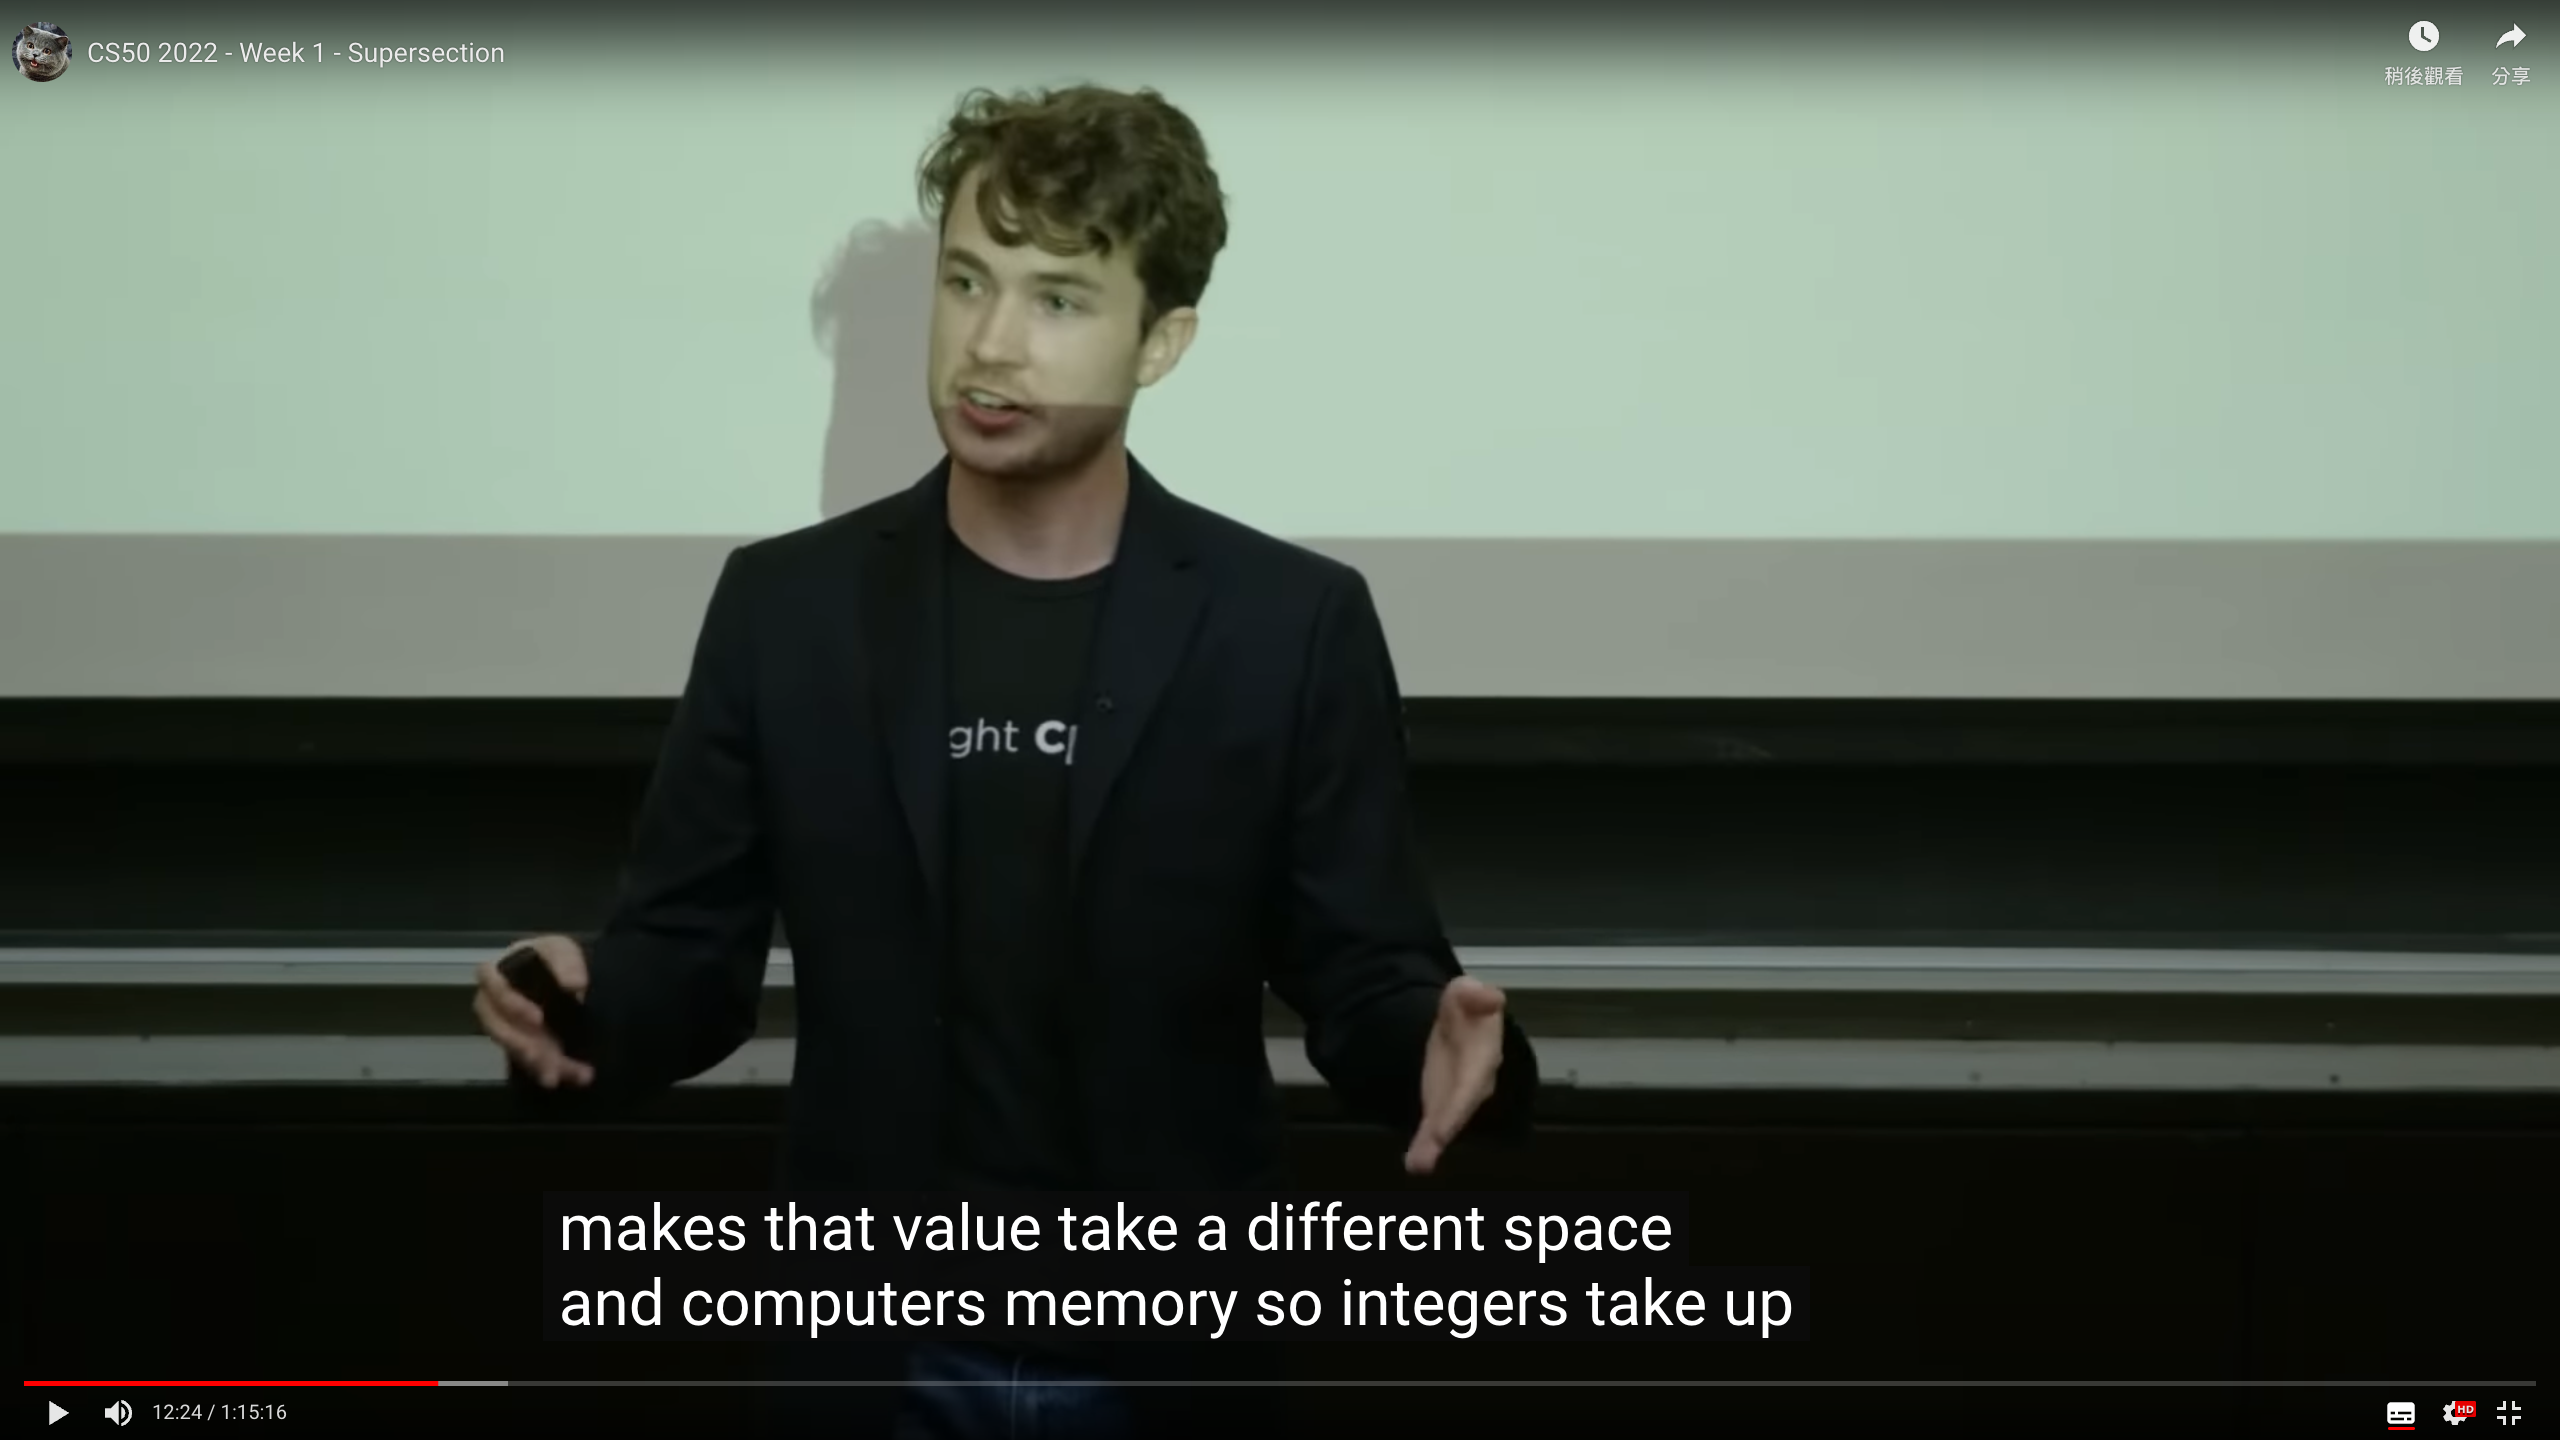 CS50 2022 - Week 1 - Supersection
稍後觀看
分享
ght C
makes that value take a different space
and computers memory so integers take up
12:24 / 1:15:16
HD